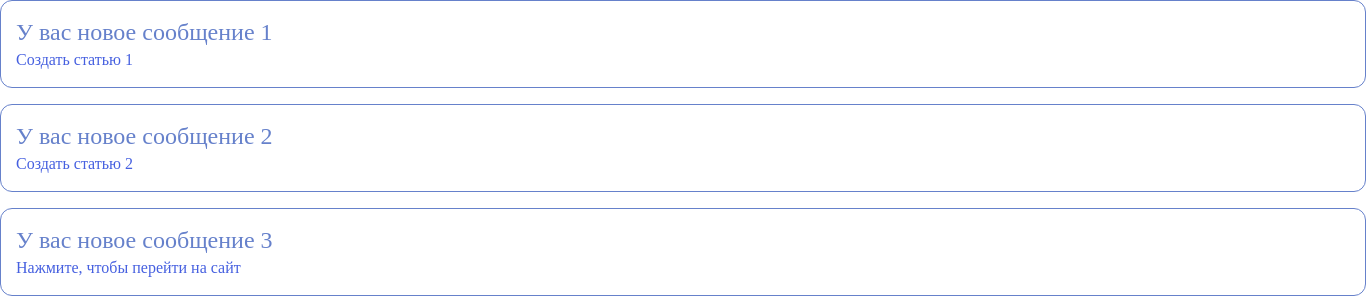 У вас новое сообщение 1
Создать статью 1
У вас новое сообщение 2
Создать статью 2
У вас новое сообщение 3
Нажмите, чтобы перейти на сайт